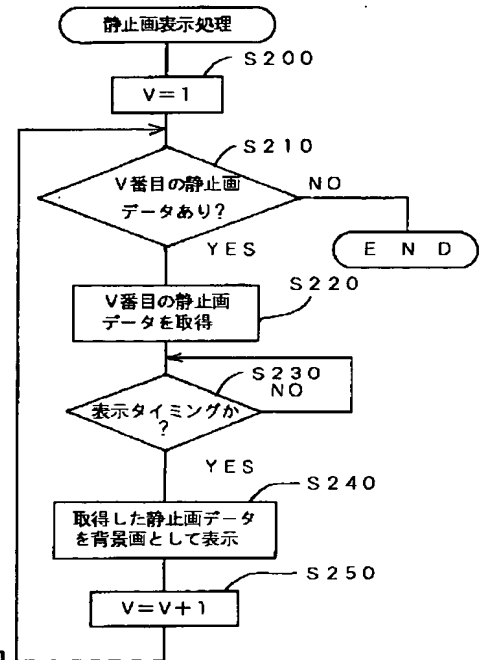 静止画表示処理
S200
V=1
S210
V番目の静止画
データあり?
NO
YES
END
S220
V番目の静止画
データを取得
S230
NO
表示タイミングか
?
YES
S240
取得した静止画データ
を背景画として表示
S250
V=V+1